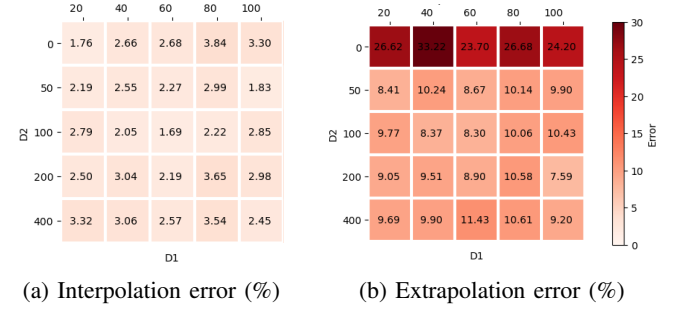 20 40 60 80 100
0 1.76 2.66 2.68 3.84 3.30
50 2.19 2.55 2.27 2.99 1.83
100 2.79 2.05 1.69 2.22 2.85
200 2.50 3.04 2.19 3.65 2.98
400 3.32 3.06 2.57 3.54 2.45
D2
D1
(a) Interpolation error (%)
20 40 60 80 100
0 26.62 33.22 23.70 26.68 24.20
50 8.41 10.24 8.67 10.14 9.90
100 9.77 8.37 8.30 10.06 10.43
200 9.05 9.51 8.90 10.58 7.59
400 9.69 9.90 11.43 10.61 9.20
D2
D1
30
25
20
15
10
5
0
Error
(b) Extrapolation error (%)